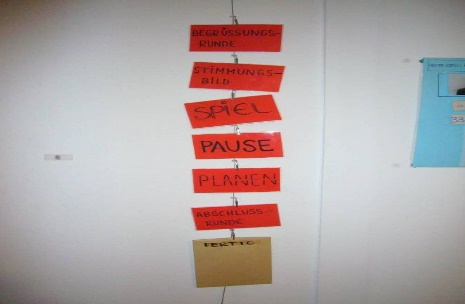 BEGRÜSSUNGS-
RUNDE
STIMMUNGS-
BILD
SPIEL
PAUSE
PLANEN
ABSCHLUSS-
RUNDE
FERTIG